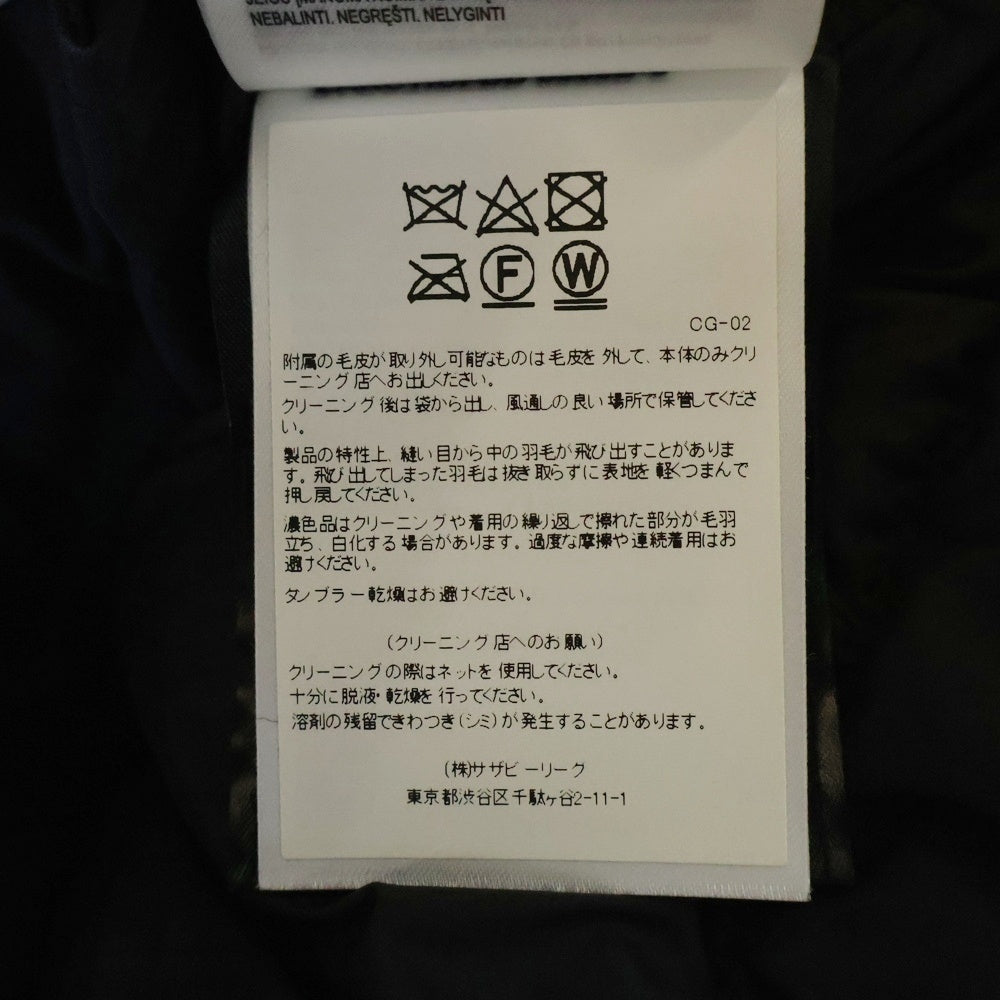 NEBALINTI. NEGRĘŠTI. NELYGINTI
F
W
CG-02
附属の毛皮が取り外し可能なものは毛皮を外して、本体のみクリ
ーニング店へお出しください。
クリーニング後は袋から出し、風通しの良い場所で保管してくださ
い。
製品の特性上、縫い目から中の羽毛が飛び出すことがありま
す。飛び出してしまった羽毛は抜き取らずに表地を軽くつまんで
押し戻してください。
濃色品はクリーニングや着用の繰り返しで擦れた部分が毛羽
立ち、白化する場合があります。過度な摩擦や連続着用はお
避けください。
タンブラー乾燥はお避けください。
(クリーニング店へのお願い)
クリーニングの際はネットを使用してください。
十分に脱液・乾燥を行ってください。
溶剤の残留できわつき(シミ)が発生することがあります。
(株)サザビーリーグ
東京都渋谷区千駄ヶ谷2-11-1